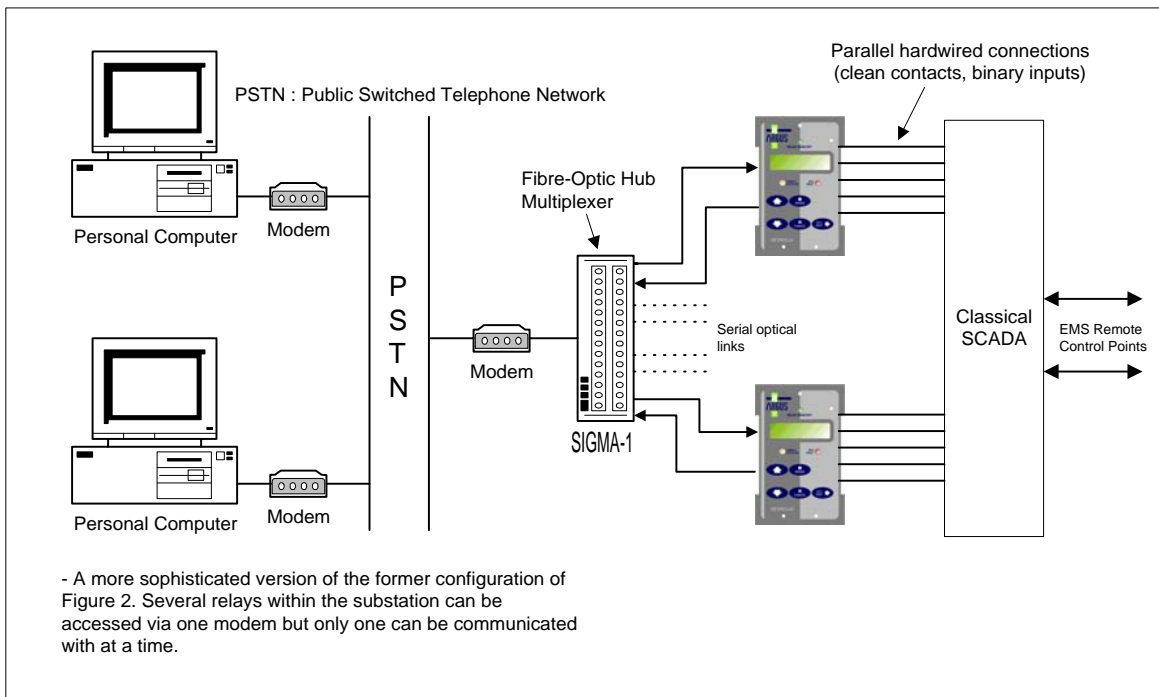 Parallel hardwired connections
(clean contacts, binary inputs)
PSTN : Public Switched Telephone Network
ARGUS
Fibre-Optic Hub
Multiplexer
Personal Computer
Modem
P
S
T
N
Modem
Serial optical
links
Classical
SCADA
EMS Remote
Control Points
SIGMA-1
ARGUS
Personal Computer
Modem
- A more sophisticated version of the former configuration of
Figure 2. Several relays within the substation can be
accessed via one modem but only one can be communicated
with at a time.